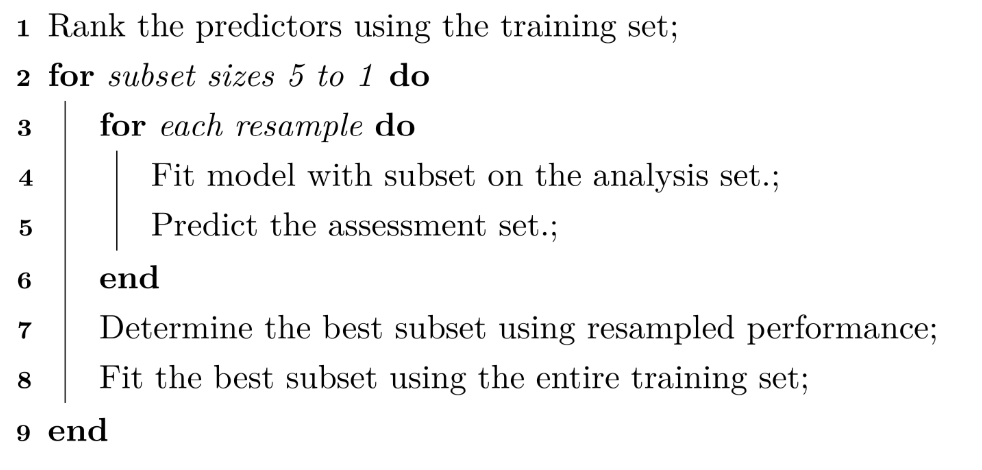 1 Rank the predictors using the training set;
2 for subset sizes 5 to 1 do
3 for each resample do
4 Fit model with subset on the analysis set.;
5 Predict the assessment set.;
6 end
7 Determine the best subset using resampled performance;
8 Fit the best subset using the entire training set;
9 end